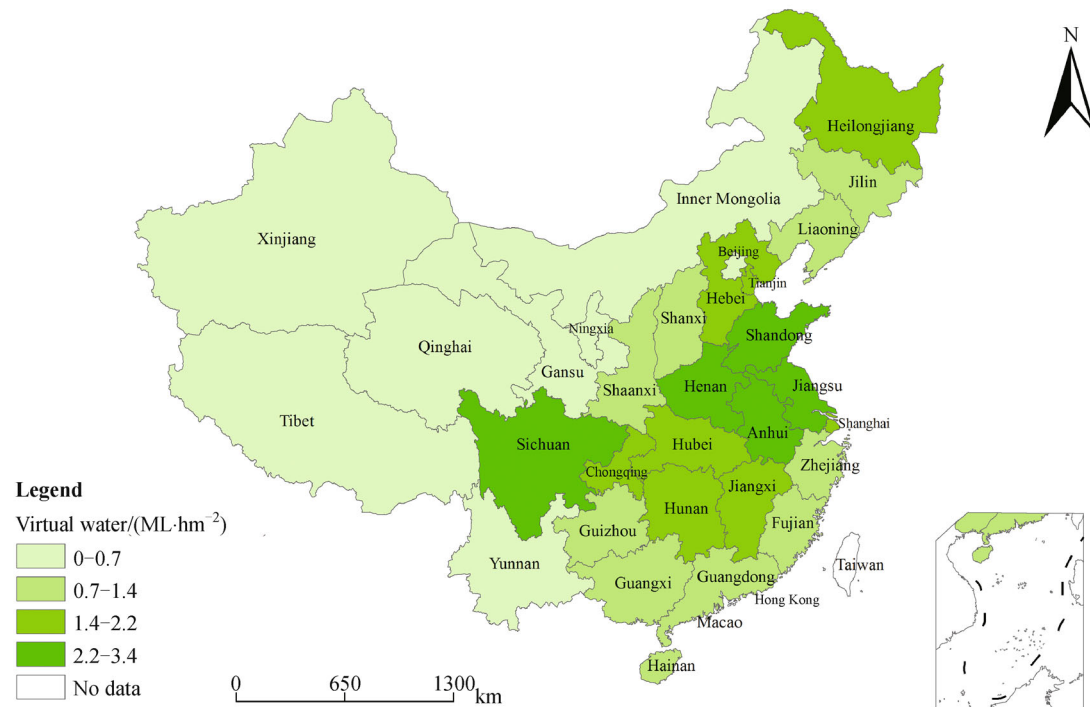 N
Heilongjiang
Jilin
Inner Mongolia
Liaoning
Xinjiang
Beijing
Tianjin
Hebei
Shanxi
Ningxia
Shandong
Qinghai
Gansu
Shaanxi
Henan
Jiangsu
Tibet
Shanghai
Anhui
Sichuan
Hubei
Zhejiang
Chongqing
Jiangxi
Hunan
Fujian
Guizhou
Yunnan
Taiwan
Guangxi
Guangdong
Hong Kong
Macao
Hainan
Legend
Virtual water/(ML·hm⁻²)
0−0.7
0.7−1.4
1.4−2.2
2.2−3.4
No data
0 650 1300 km